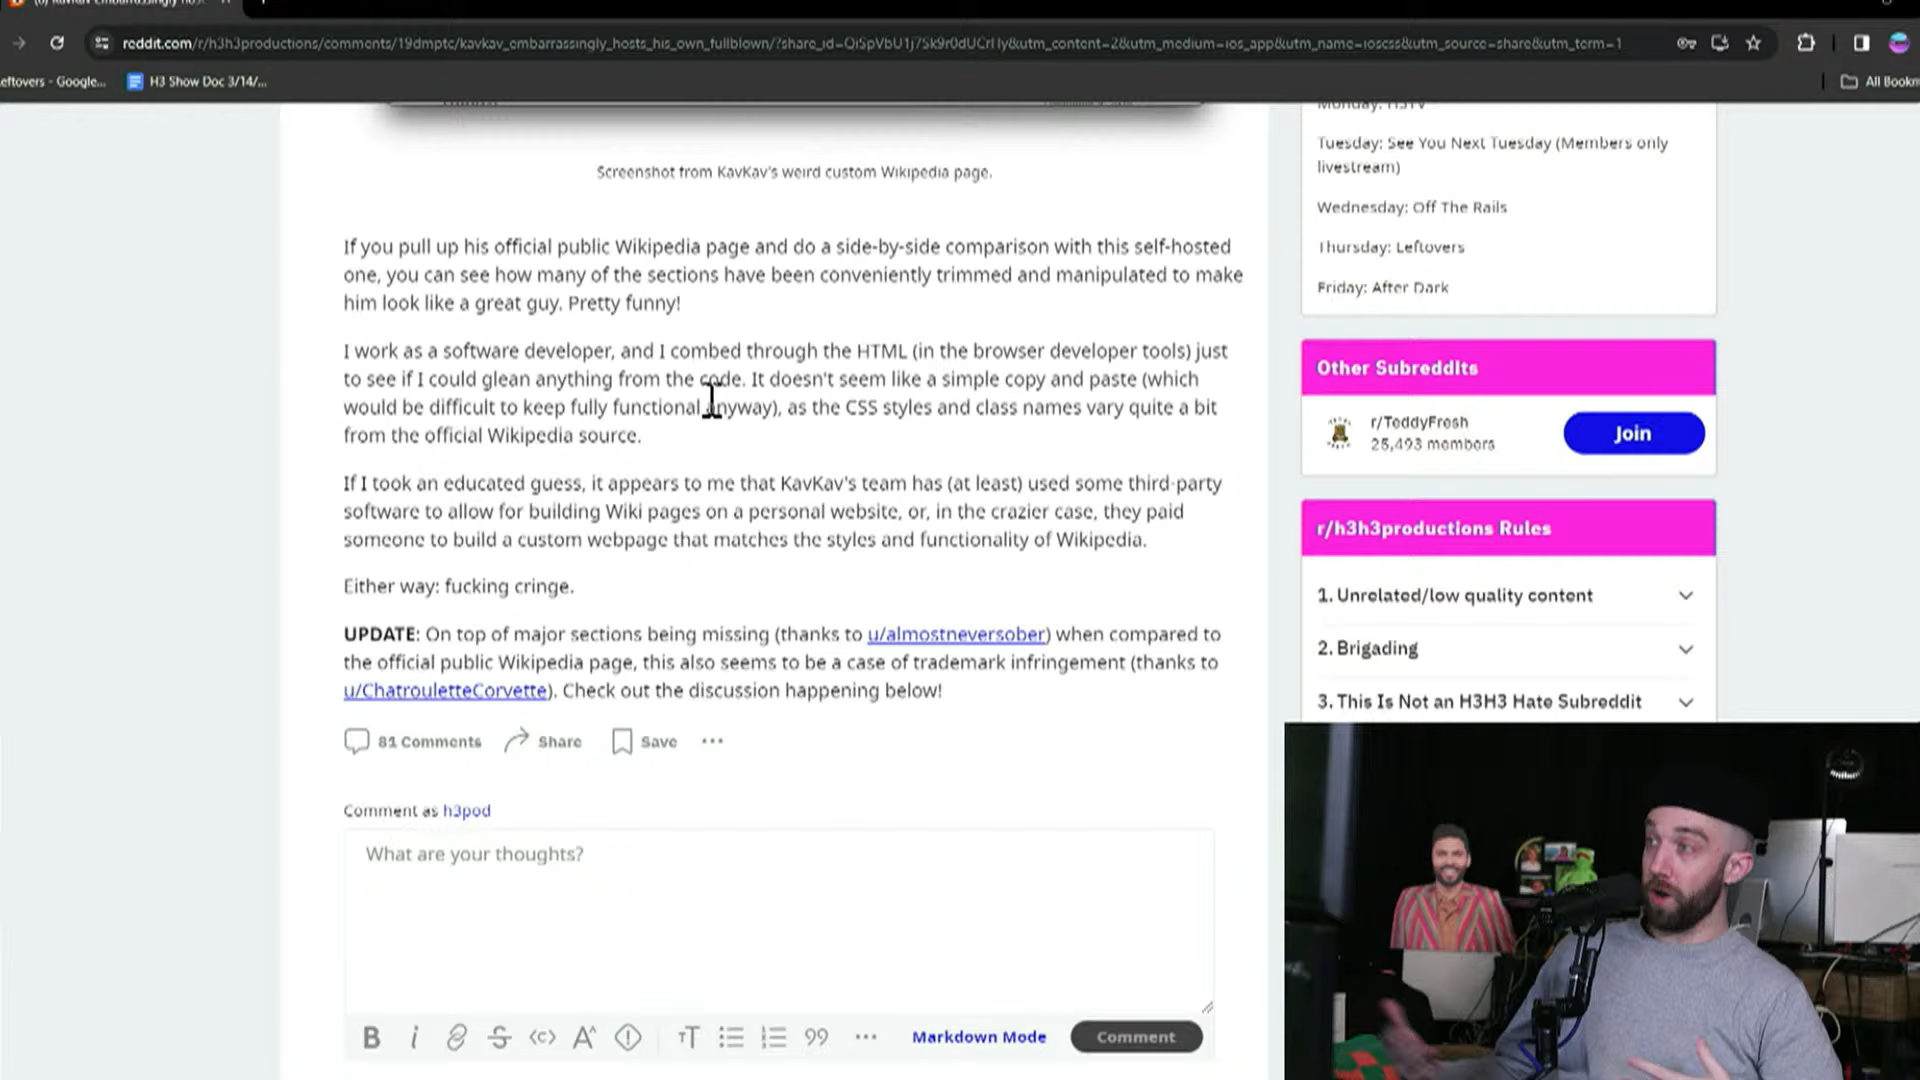 reddit.com/r/h3h3productions/comments/19dmptc/kavkav_embarrassingly_hosts_his_own_fullblown/
eftovers - Google...
H3 Show Doc 3/14/...
All Bookm
Monday: H3TV
Screenshot from KavKav's weird custom Wikipedia page.
Tuesday: See You Next Tuesday (Members only
livestream)
Wednesday: Off The Rails
Thursday: Leftovers
Friday: After Dark
If you pull up his official public Wikipedia page and do a side-by-side comparison with this self-hosted
one, you can see how many of the sections have been conveniently trimmed and manipulated to make
him look like a great guy. Pretty funny!
I work as a software developer, and I combed through the HTML (in the browser developer tools) just
to see if I could glean anything from the code. It doesn't seem like a simple copy and paste (which
would be difficult to keep fully functional anyway), as the CSS styles and class names vary quite a bit
from the official Wikipedia source.
If I took an educated guess, it appears to me that KavKav's team has (at least) used some third-party
software to allow for building Wiki pages on a personal website, or, in the crazier case, they paid
someone to build a custom webpage that matches the styles and functionality of Wikipedia.
Either way: fucking cringe.
UPDATE: On top of major sections being missing (thanks to u/almostneversober) when compared to
the official public Wikipedia page, this also seems to be a case of trademark infringement (thanks to
u/ChatrouletteCorvette). Check out the discussion happening below!
81 Comments
Share
Save
Comment as h3pod
What are your thoughts?
Markdown Mode
Comment
Other Subreddits
r/TeddyFresh
25,493 members
Join
r/h3h3productions Rules
1. Unrelated/low quality content
2. Brigading
3. This Is Not an H3H3 Hate Subreddit